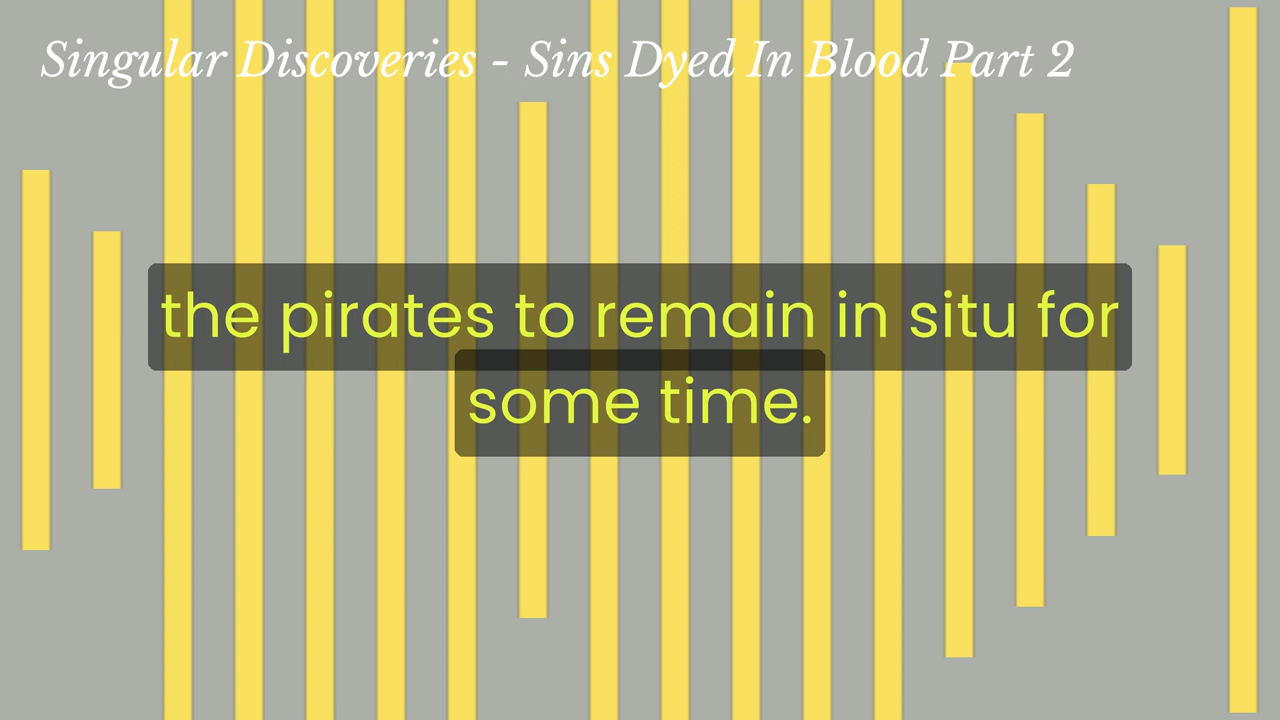 Singular Discoveries - Sins Dyed In Blood Part 2
the pirates to remain in situ for
some time.